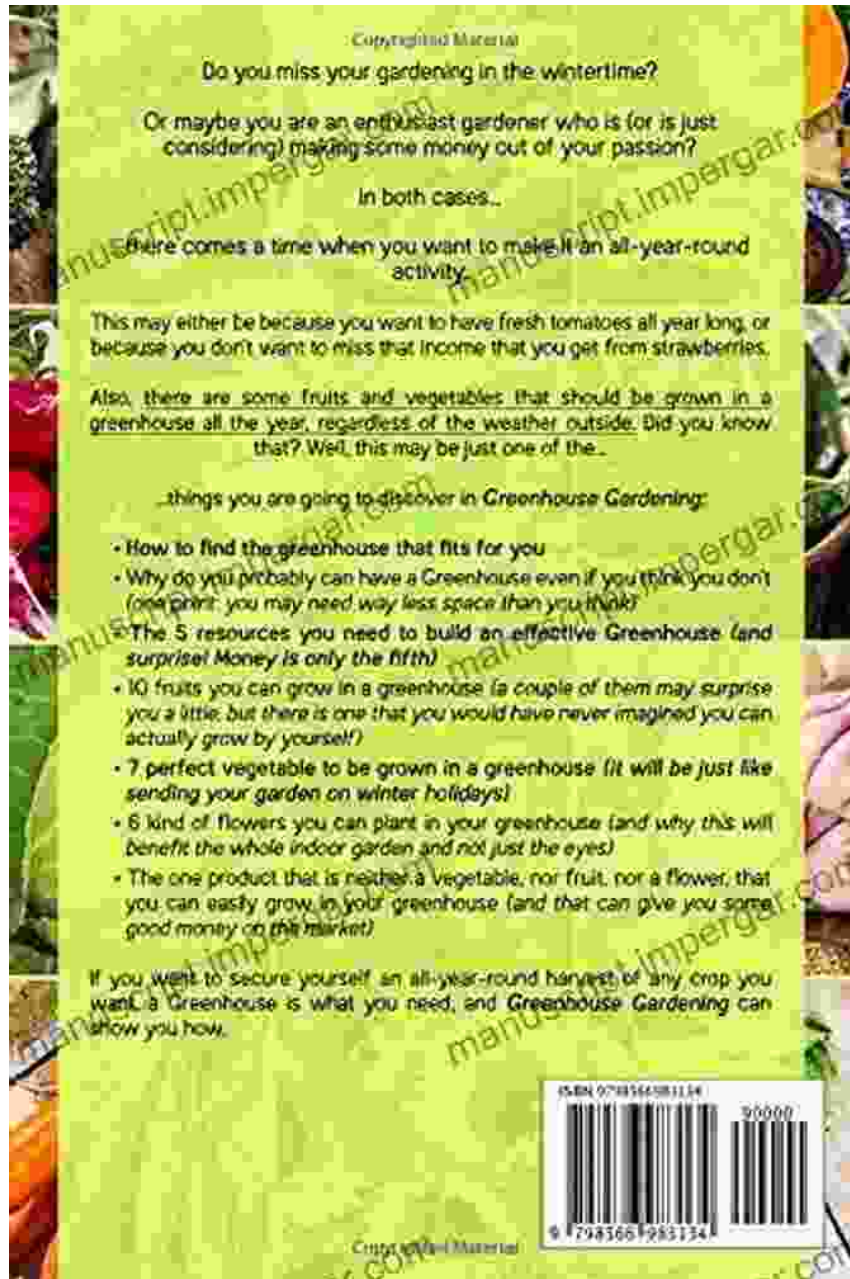 Copyrighted Material
Do you miss your gardening in the wintertime?
Or maybe you are an enthusiast gardener who is (or is just
considering) making some money out of your passion?
In both cases...
...there comes a time when you want to make it an all-year-round
activity.
This may either be because you want to have fresh tomatoes all year long, or
because you don't want to miss that income that you get from strawberries.
Also, there are some fruits and vegetables that should be grown in a
greenhouse all the year, regardless of the weather outside. Did you know
that? Well, this may be just one of the...
...things you are going to discover in Greenhouse Gardening:
• How to find the greenhouse that fits for you
• Why do you probably can have a Greenhouse even if you think you don't
(one print: you may need way less space than you think)
• The 5 resources you need to build an effective Greenhouse (and
surprise! Money is only the fifth)
• 10 fruits you can grow in a greenhouse (a couple of them may surprise
you a little, but there is one that you would have never imagined you can
actually grow by yourself)
• 7 perfect vegetable to be grown in a greenhouse (it will be just like
sending your garden on winter holidays)
• 6 kind of flowers you can plant in your greenhouse (and why this will
benefit the whole indoor garden and not just the eyes)
• The one product that is neither a vegetable, nor fruit, nor a flower, that
you can easily grow in your greenhouse (and that can give you some
good money on the market)
If you want to secure yourself an all-year-round harvest of any crop you
want, a Greenhouse is what you need, and Greenhouse Gardening can
show you how.
ISBN 9798566983134
90000
9 798566 983134
Copyrighted Material
manuscript.impergar.com
manuscript.impergar.com
manuscript.impergar.com
manuscript.impergar.com
manuscript.impergar.com
manuscript.impergar.com